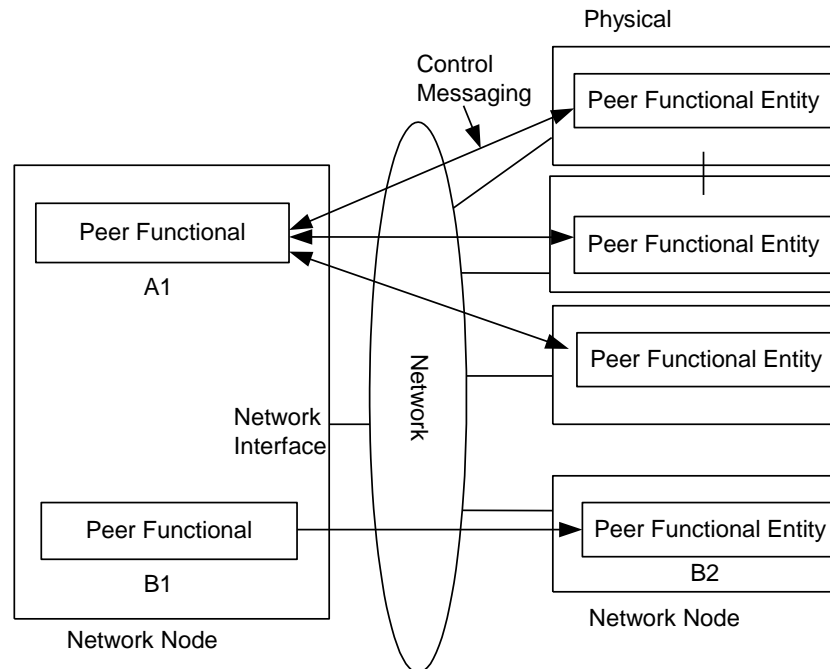 Physical
Control
Messaging
Peer Functional Entity
Peer Functional
A1
Peer Functional Entity
Peer Functional Entity
Network
Network
Interface
Peer Functional
B1
Peer Functional Entity
B2
Network Node
Network Node